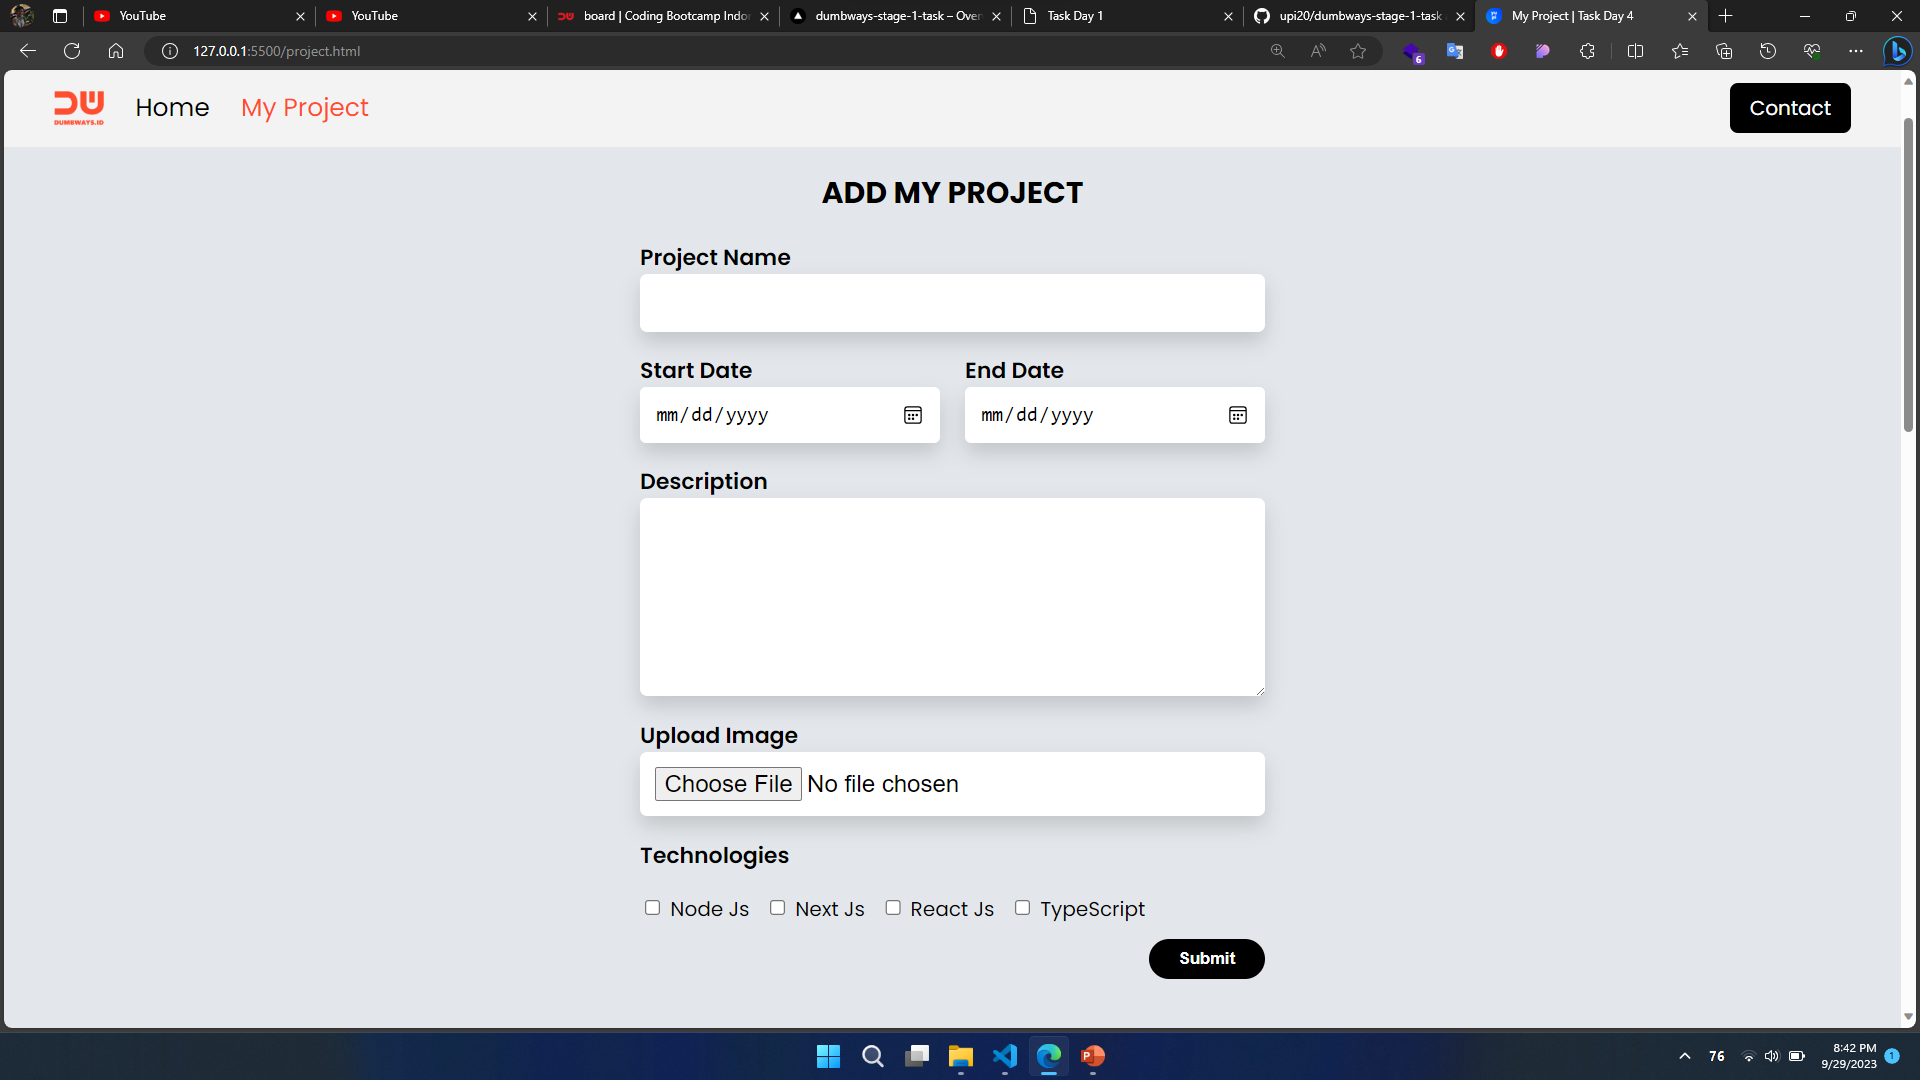 YouTube
YouTube
board | Coding Bootcamp Indon
dumbways-stage-1-task – Over
Task Day 1
upi20/dumbways-stage-1-task
My Project | Task Day 4
127.0.0.1:5500/project.html
6
DUMBWAYS.ID
Home
My Project
Contact
ADD MY PROJECT
Project Name
Start Date
End Date
mm/dd/yyyy
mm/dd/yyyy
Description
Upload Image
Choose File No file chosen
Technologies
Node Js
Next Js
React Js
TypeScript
Submit
76
8:42 PM
9/29/2023
1